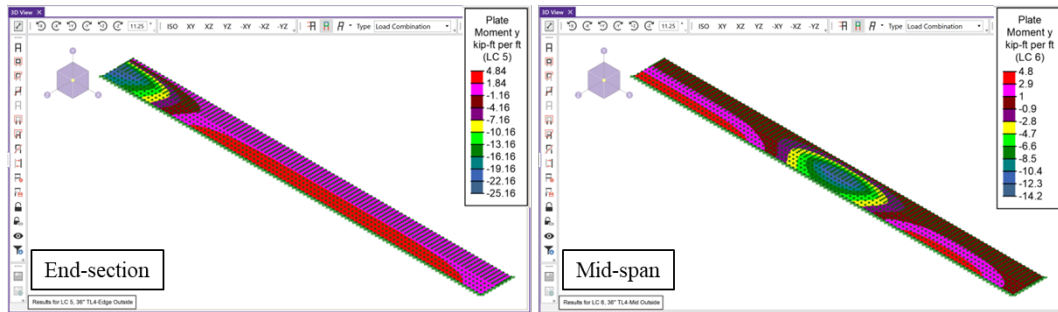 3D View
11.25 °
ISO XY XZ YZ -XY -XZ -YZ
Type Load Combination
Plate
Moment y
kip-ft per ft
(LC 5)
4.84
1.84
-1.16
-4.16
-7.16
-10.16
-13.16
-16.16
-19.16
-22.16
-25.16
End-section
Results for LC 5, 36" TL4-Edge Outside
3D View
11.25 °
ISO XY XZ YZ -XY -XZ -YZ
Type Load Combination
Plate
Moment y
kip-ft per ft
(LC 6)
4.8
2.9
1
-0.9
-2.8
-4.7
-6.6
-8.5
-10.4
-12.3
-14.2
Mid-span
Results for LC 6, 36" TL4-Mid Outside